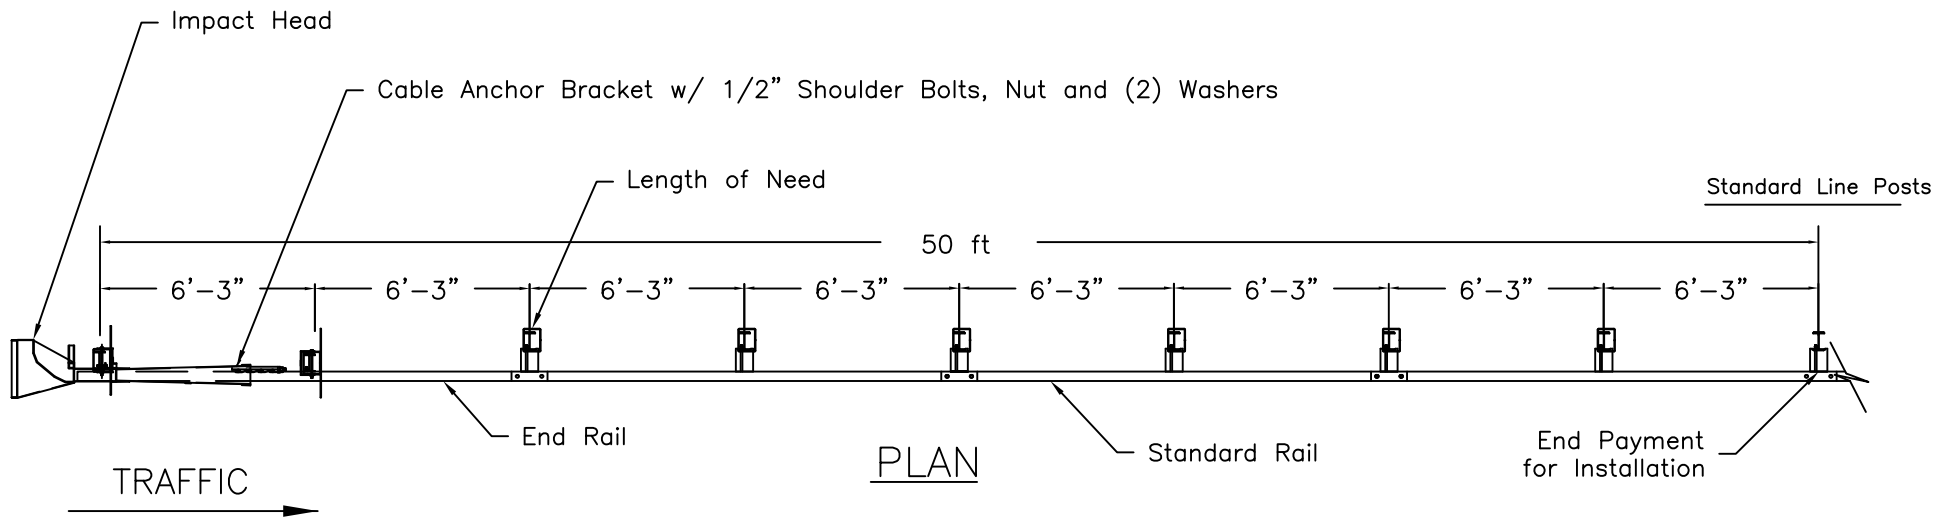 Impact Head
Cable Anchor Bracket w/ 1/2” Shoulder Bolts, Nut and (2) Washers
Length of Need
Standard Line Posts
50 ft
6’-3” 6’-3” 6’-3” 6’-3” 6’-3” 6’-3” 6’-3” 6’-3”
End Rail
Standard Rail
End Payment
for Installation
PLAN
TRAFFIC